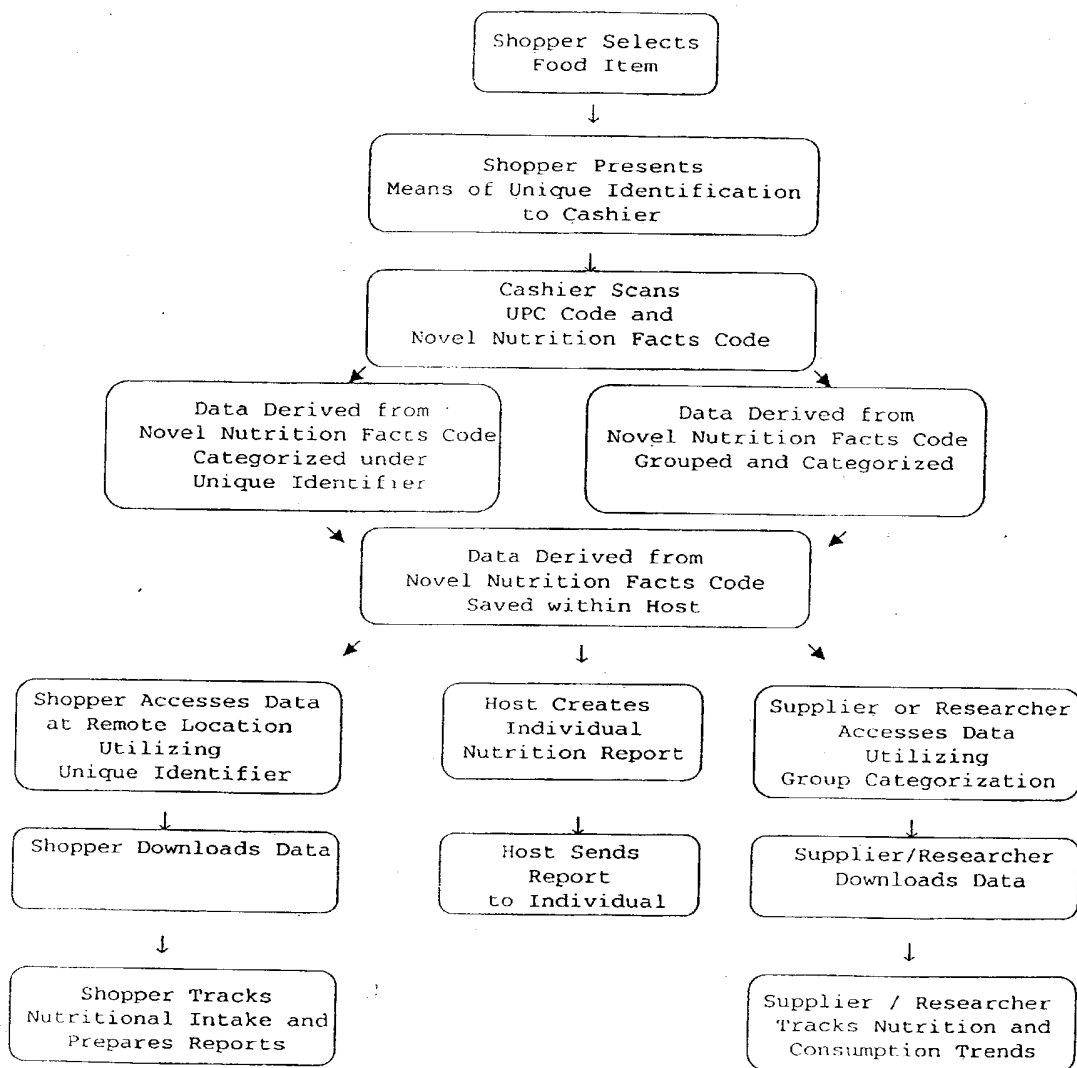 Shopper Selects
Food Item
Shopper Presents
Means of Unique Identification
to Cashier
Cashier Scans
UPC Code and
Novel Nutrition Facts Code
Data Derived from
Novel Nutrition Facts Code
Categorized under
Unique Identifier
Data Derived from
Novel Nutrition Facts Code
Grouped and Categorized
Data Derived from
Novel Nutrition Facts Code
Saved within Host
Shopper Accesses Data
at Remote Location
Utilizing
Unique Identifier
Host Creates
Individual
Nutrition Report
Supplier or Researcher
Accesses Data
Utilizing
Group Categorization
Shopper Downloads Data
Host Sends
Report
to Individual
Supplier/Researcher
Downloads Data
Shopper Tracks
Nutritional Intake and
Prepares Reports
Supplier / Researcher
Tracks Nutrition and
Consumption Trends